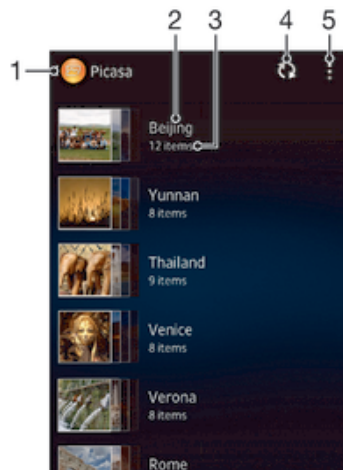 2 3 4 5
1 Picasa
Beijing
12 items
Yunnan
8 items
Thailand
9 items
Venice
8 items
Verona
8 items
Rome